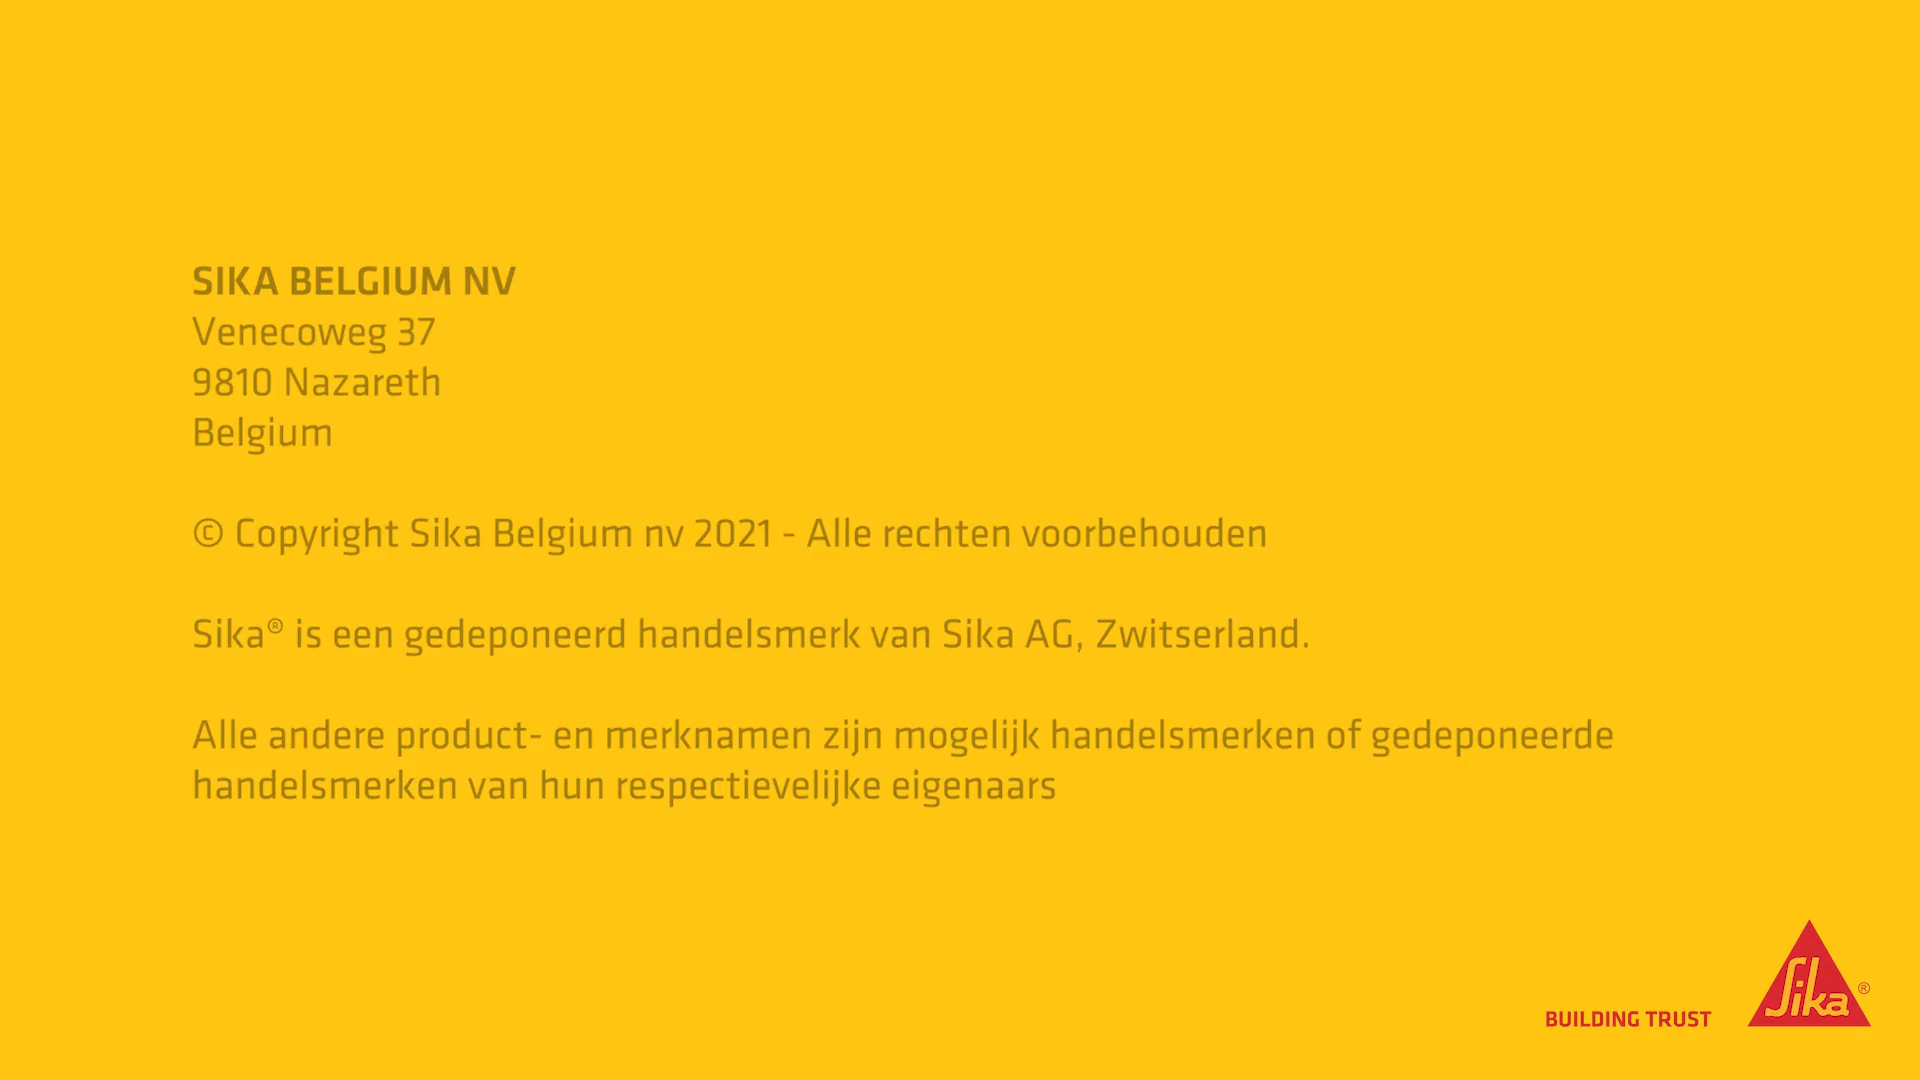 SIKA BELGIUM NV
Venecoweg 37
9810 Nazareth
Belgium
© Copyright Sika Belgium nv 2021 - Alle rechten voorbehouden
Sika® is een gedeponeerd handelsmerk van Sika AG, Zwitserland.
Alle andere product- en merknamen zijn mogelijk handelsmerken of gedeponeerde
handelsmerken van hun respectievelijke eigenaars
BUILDING TRUST
Sika®